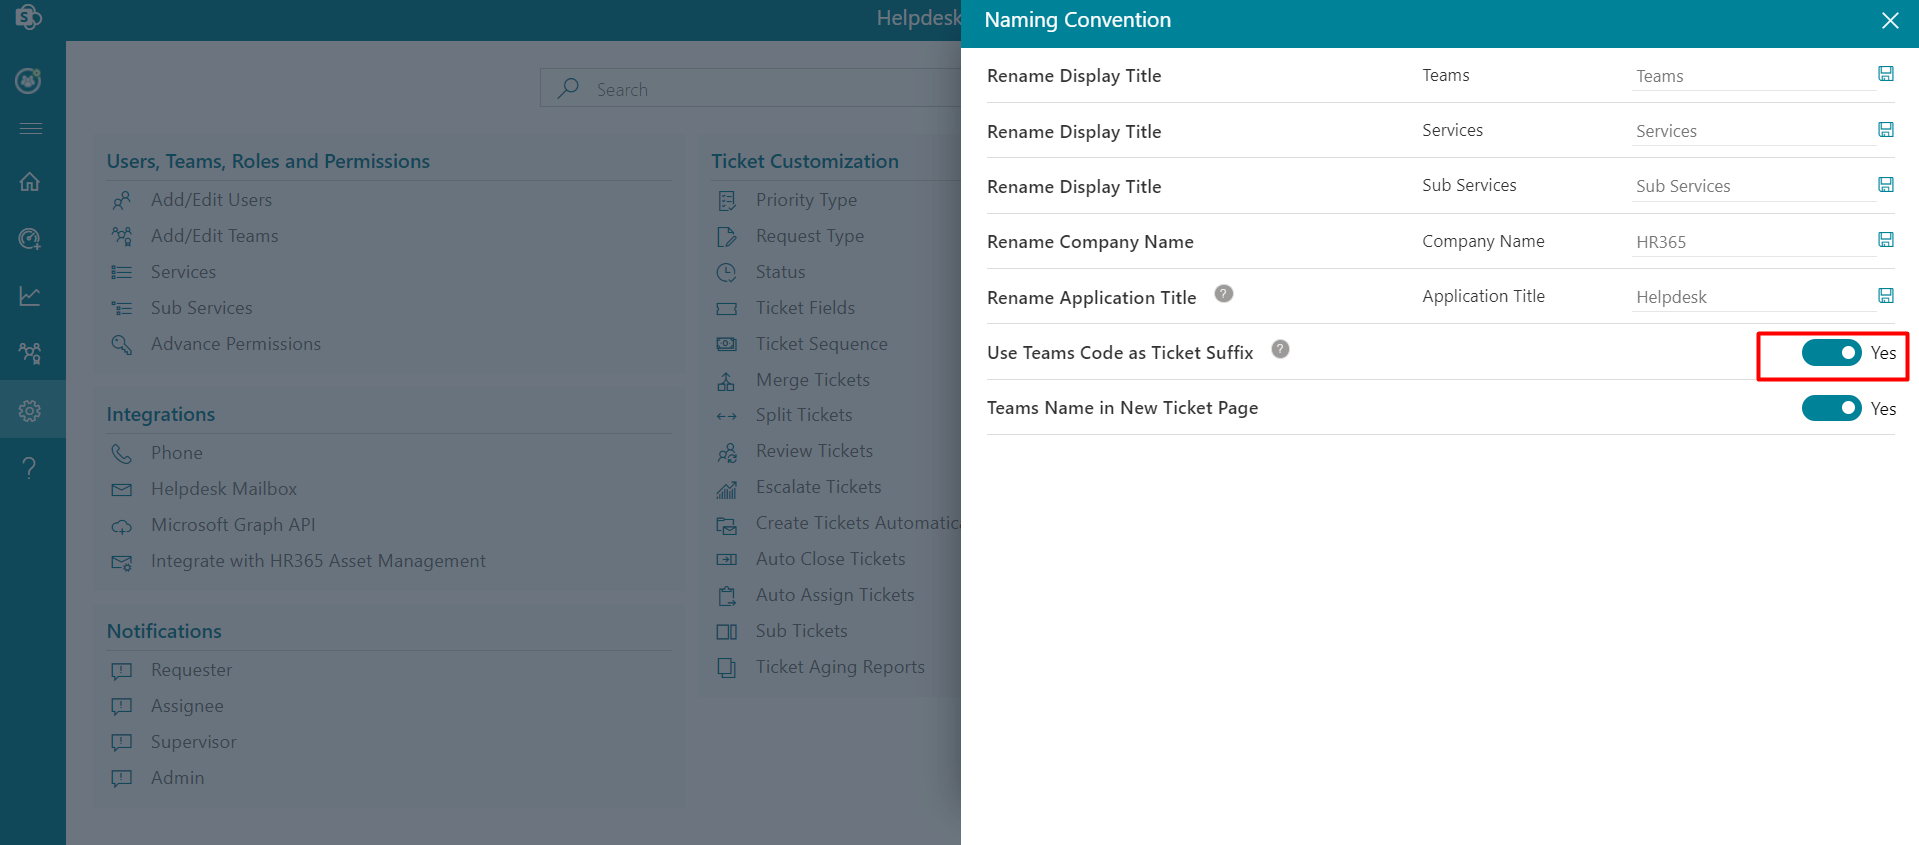 Helpdesk
Search
Users, Teams, Roles and Permissions
Add/Edit Users
Add/Edit Teams
Services
Sub Services
Advance Permissions
Integrations
Phone
Helpdesk Mailbox
Microsoft Graph API
Integrate with HR365 Asset Management
Notifications
Requester
Assignee
Supervisor
Admin
Ticket Customization
Priority Type
Request Type
Status
Ticket Fields
Ticket Sequence
Merge Tickets
Split Tickets
Review Tickets
Escalate Tickets
Create Tickets Automatica
Auto Close Tickets
Auto Assign Tickets
Sub Tickets
Ticket Aging Reports
Naming Convention
Rename Display Title Teams Teams
Rename Display Title Services Services
Rename Display Title Sub Services Sub Services
Rename Company Name Company Name HR365
Rename Application Title ? Application Title Helpdesk
Use Teams Code as Ticket Suffix ? Yes
Teams Name in New Ticket Page Yes